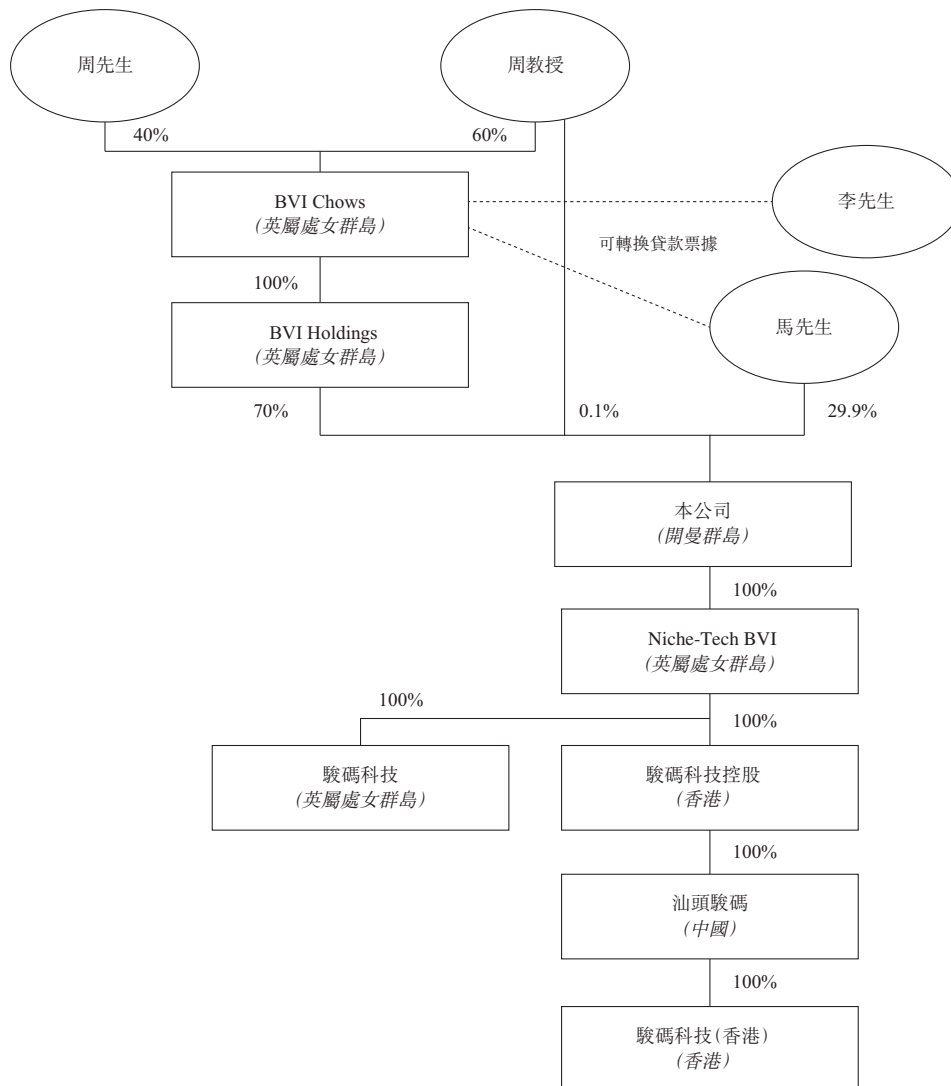 周先生
周教授
40%
60%
BVI Chows
(英屬處女群島)
李先生
可轉換貸款票據
100%
BVI Holdings
(英屬處女群島)
馬先生
70%
0.1%
29.9%
本公司
(開曼群島)
100%
Niche-Tech BVI
(英屬處女群島)
100%
100%
駿碼科技
(英屬處女群島)
駿碼科技控股
(香港)
100%
汕頭駿碼
(中國)
100%
駿碼科技(香港)
(香港)